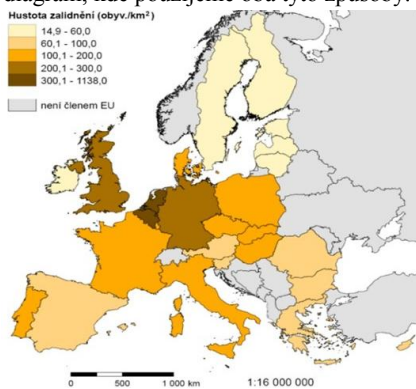 diagram, níže použijeme oba tyto způsoby.
Hustota zalidnění (obyv./km²)
14,9 - 60,0
60,1 - 100,0
100,1 - 200,0
200,1 - 300,0
300,1 - 1138,0
není členem EU
0 500 1 000 km
1:16 000 000